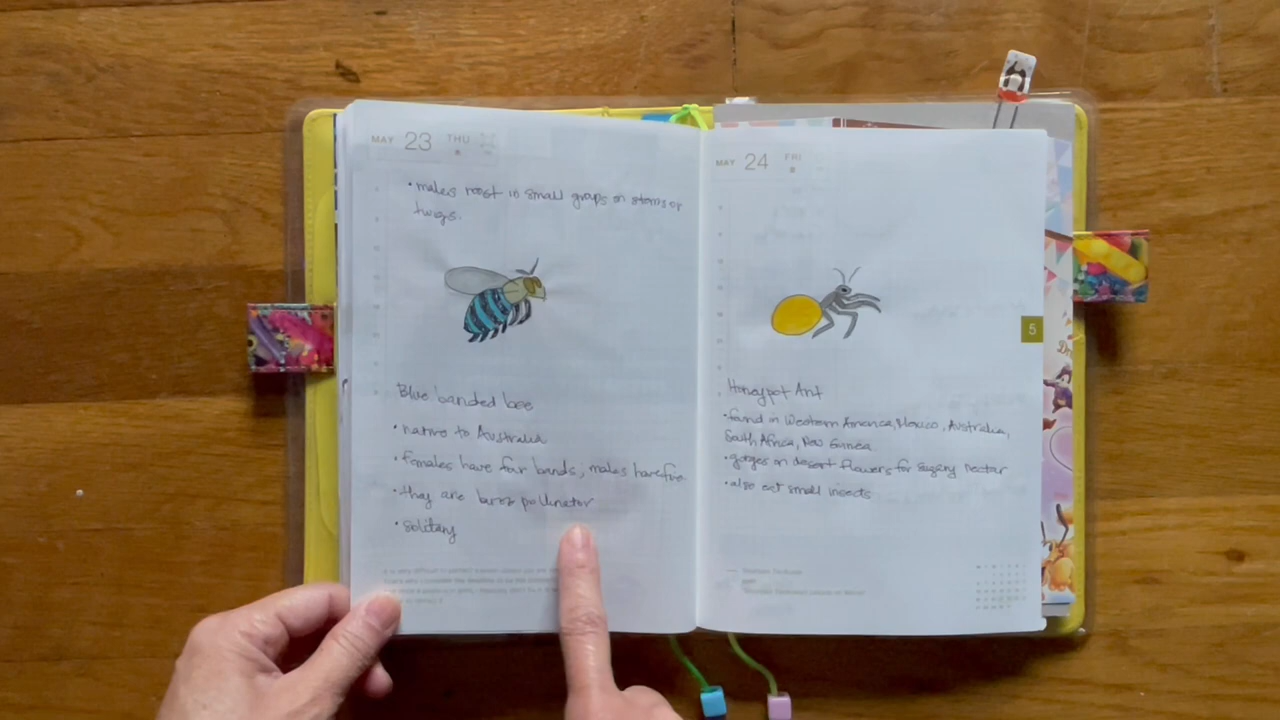 MAY 23 THU
• males roost in small groups on stems or
twigs.
Blue banded bee
• native to Australia
• females have four bands, males have five
• they are buzz pollinator
• solitary
MAY 24 FRI
Honeypot Ant
• found in Western America, Mexico, Australia,
South Africa, New Guinea
• gorges on desert flowers for sugary nectar
• also eat small insects
5